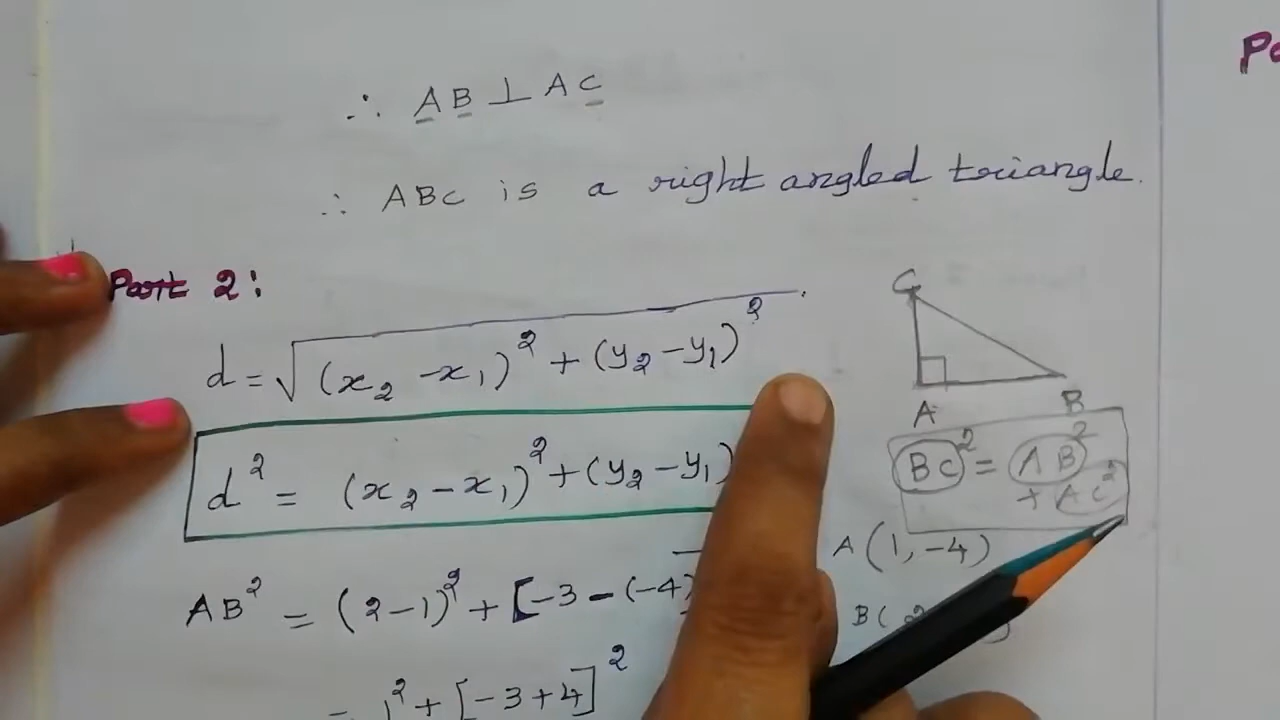 ∴ AB ⊥ AC
∴ ABC is a right angled triangle.
Part 2:
d = √(x₂ - x₁)² + (y₂ - y₁)²
d² = (x₂ - x₁)² + (y₂ - y₁)
AB² = (2-1)² + [-3 - (-4)
= 1² + [-3+4]²
C
A B
BC² = AB²
+ AC²
A (1, -4)
B( 2